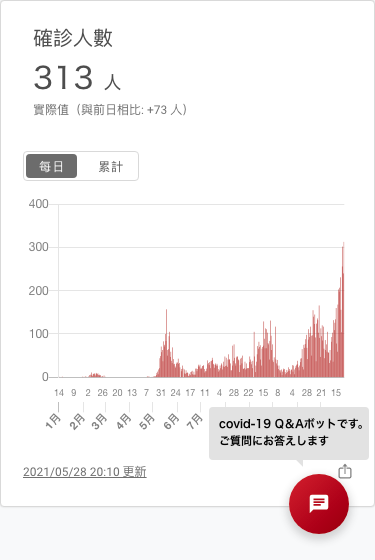 確診人數
313 人
實際值（與前日相比: +73 人）
每日 累計
400
300
200
100
0
14 9 2 26 20 13 7 31 24 17 11 4 28 22 15 8 4 28 21 15
1月 2月 3月 4月 5月 6月 7月
covid-19 Q&Aボットです。
ご質問にお答えします
2021/05/28 20:10 更新